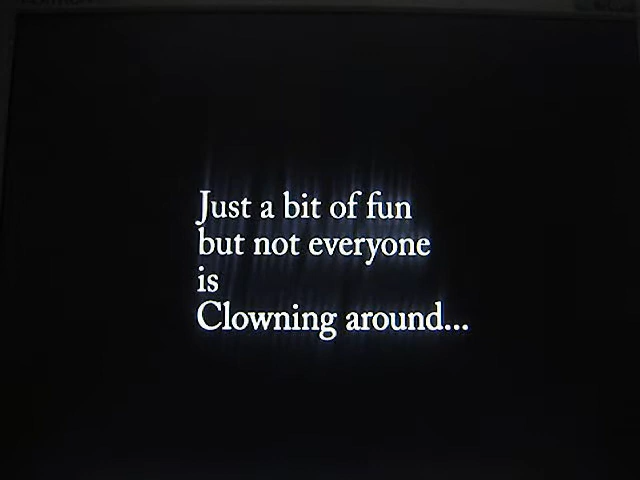 Just a bit of fun
but not everyone
is
Clowning around...